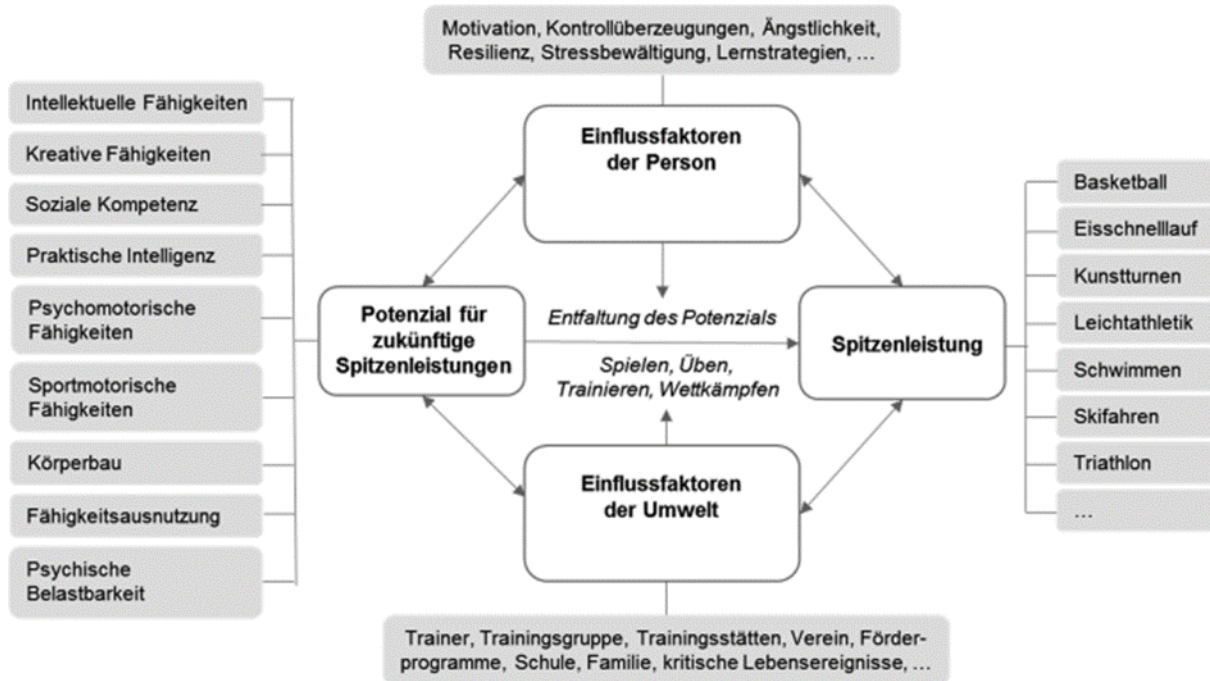 Motivation, Kontrollüberzeugungen, Ängstlichkeit,
Resilienz, Stressbewältigung, Lernstrategien, ...
Intellektuelle Fähigkeiten
Kreative Fähigkeiten
Soziale Kompetenz
Praktische Intelligenz
Psychomotorische
Fähigkeiten
Sportmotorische
Fähigkeiten
Körperbau
Fähigkeitsausnutzung
Psychische
Belastbarkeit
Potenzial für
zukünftige
Spitzenleistungen
Einflussfaktoren
der Person
Entfaltung des Potenzials
Spielen, Üben,
Trainieren, Wettkämpfen
Einflussfaktoren
der Umwelt
Spitzenleistung
Basketball
Eisschnelllauf
Kunstturnen
Leichtathletik
Schwimmen
Skifahren
Triathlon
...
Trainer, Trainingsgruppe, Trainingsstätten, Verein, Förder-
programme, Schule, Familie, kritische Lebensereignisse, ...